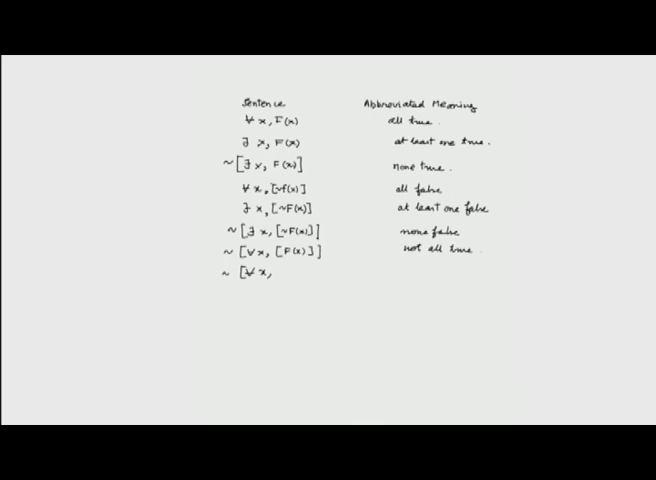 Sentence Abbreviated Meaning
∀ x, F(x) all true.
∃ x, F(x) at least one true.
~[∃ x, F(x)] none true.
∀ x, [~f(x)] all false
∃ x, [~F(x)] at least one false
~[∃ x, [~F(x)]] none false
~[∀x, [F(x)]] not all true.
~[∀x,